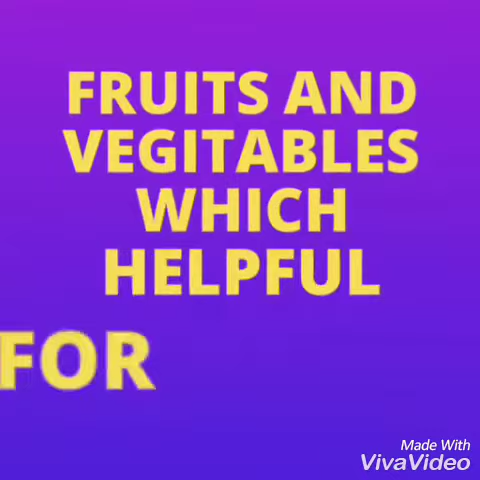 FRUITS AND
VEGITABLES
WHICH
HELPFUL
FOR
Made With
VivaVideo